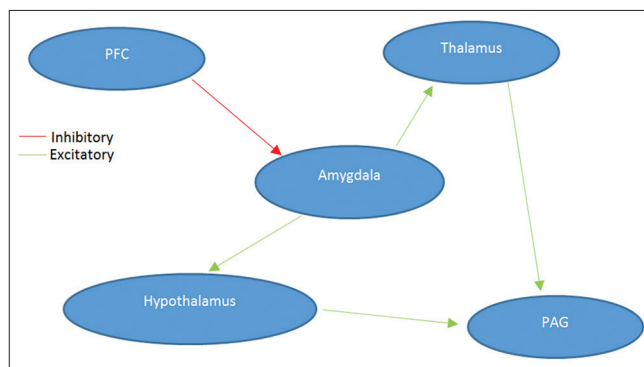 PFC
Thalamus
Inhibitory
Excitatory
Amygdala
Hypothalamus
PAG